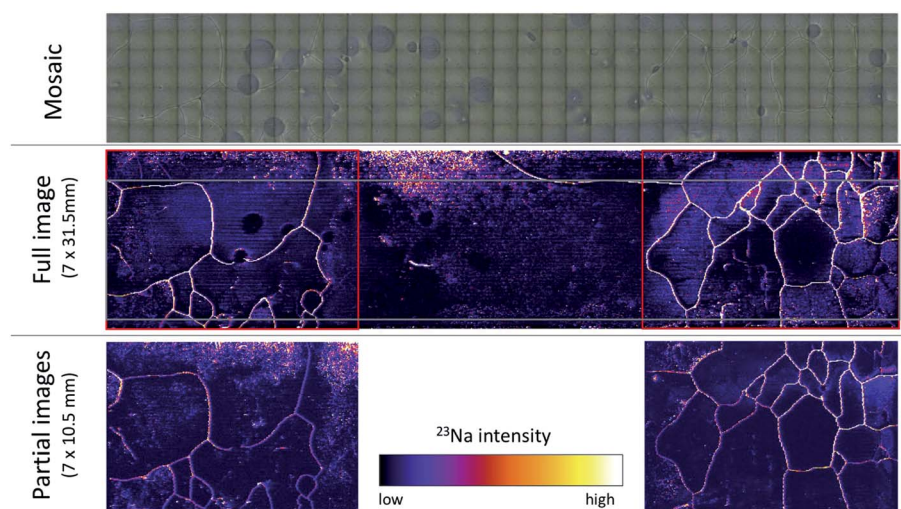 Mosaic
Full image
(7 x 31.5mm)
Partial images
(7 x 10.5 mm)
²³Na intensity
low
high